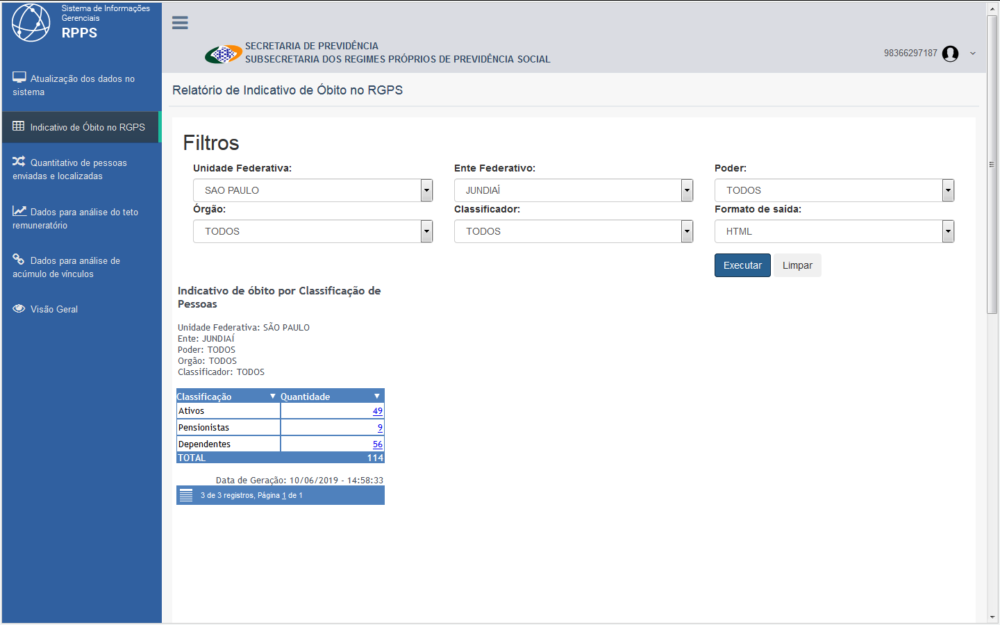 Sistema de Informações
Gerenciais
RPPS
Atualização dos dados no
sistema
Indicativo de Óbito no RGPS
Quantitativo de pessoas
enviadas e localizadas
Dados para análise do teto
remuneratório
Dados para análise de
acúmulo de vínculos
Visão Geral
SECRETARIA DE PREVIDÊNCIA
SUBSECRETARIA DOS REGIMES PRÓPRIOS DE PREVIDÊNCIA SOCIAL
98366297187
Relatório de Indicativo de Óbito no RGPS
Filtros
Unidade Federativa: Ente Federativo: Poder:
SAO PAULO JUNDIAÍ TODOS
Órgão: Classificador: Formato de saída:
TODOS TODOS HTML
Executar Limpar
Indicativo de óbito por Classificação de
Pessoas
Unidade Federativa: SÃO PAULO
Ente: JUNDIAÍ
Poder: TODOS
Orgão: TODOS
Classificador: TODOS
Classificação Quantidade
Ativos 49
Pensionistas 9
Dependentes 56
TOTAL 114
Data de Geração: 10/06/2019 - 14:58:33
3 de 3 registros, Página 1 de 1